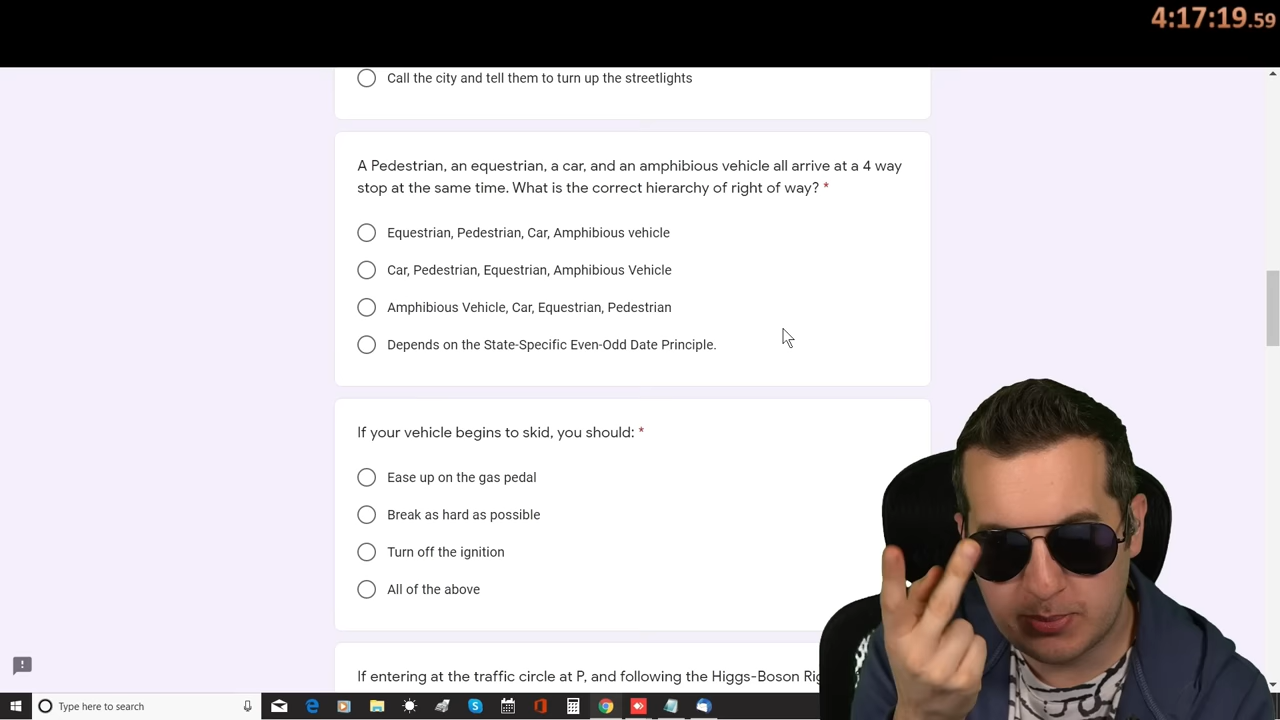 4:17:19.59
Call the city and tell them to turn up the streetlights
A Pedestrian, an equestrian, a car, and an amphibious vehicle all arrive at a 4 way
stop at the same time. What is the correct hierarchy of right of way? *
Equestrian, Pedestrian, Car, Amphibious vehicle
Car, Pedestrian, Equestrian, Amphibious Vehicle
Amphibious Vehicle, Car, Equestrian, Pedestrian
Depends on the State-Specific Even-Odd Date Principle.
If your vehicle begins to skid, you should: *
Ease up on the gas pedal
Break as hard as possible
Turn off the ignition
All of the above
If entering at the traffic circle at P, and following the Higgs-Boson
Type here to search